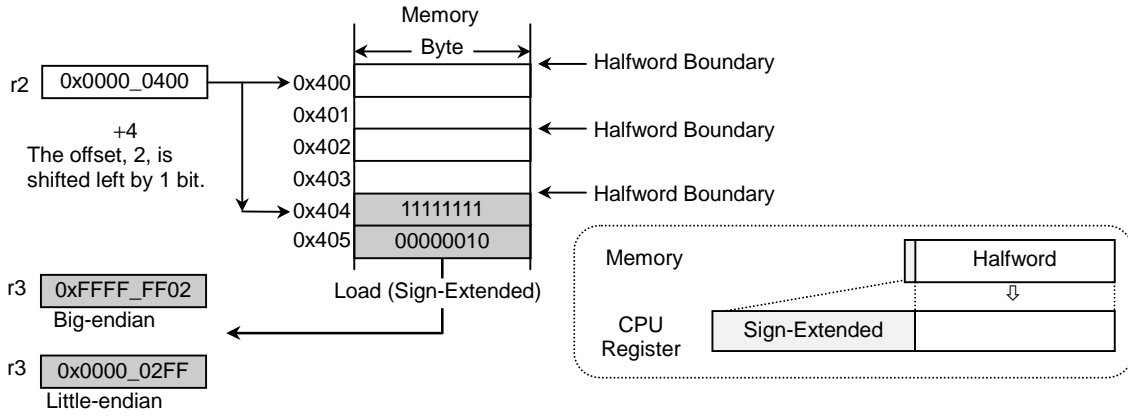 Memory
Byte
Halfword Boundary
r2 0x0000_0400
0x400
0x401
+4
Halfword Boundary
0x402
The offset, 2, is
shifted left by 1 bit.
0x403
Halfword Boundary
0x404 11111111
0x405 00000010
r3 0xFFFF_FF02
Big-endian
Load (Sign-Extended)
r3 0x0000_02FF
Little-endian
Memory Halfword
⇩
CPU
Register
Sign-Extended